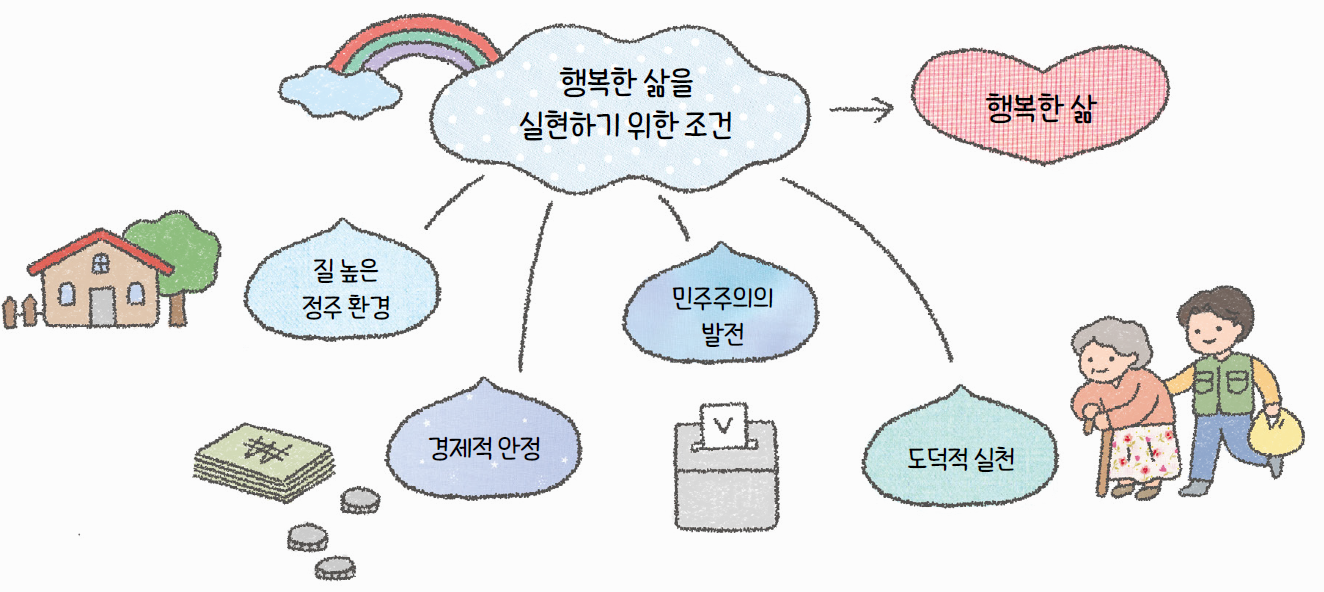 행복한 삶을
실현하기 위한 조건
행복한 삶
질 높은
정주 환경
민주주의의
발전
경제적 안정
도덕적 실천
₩
V